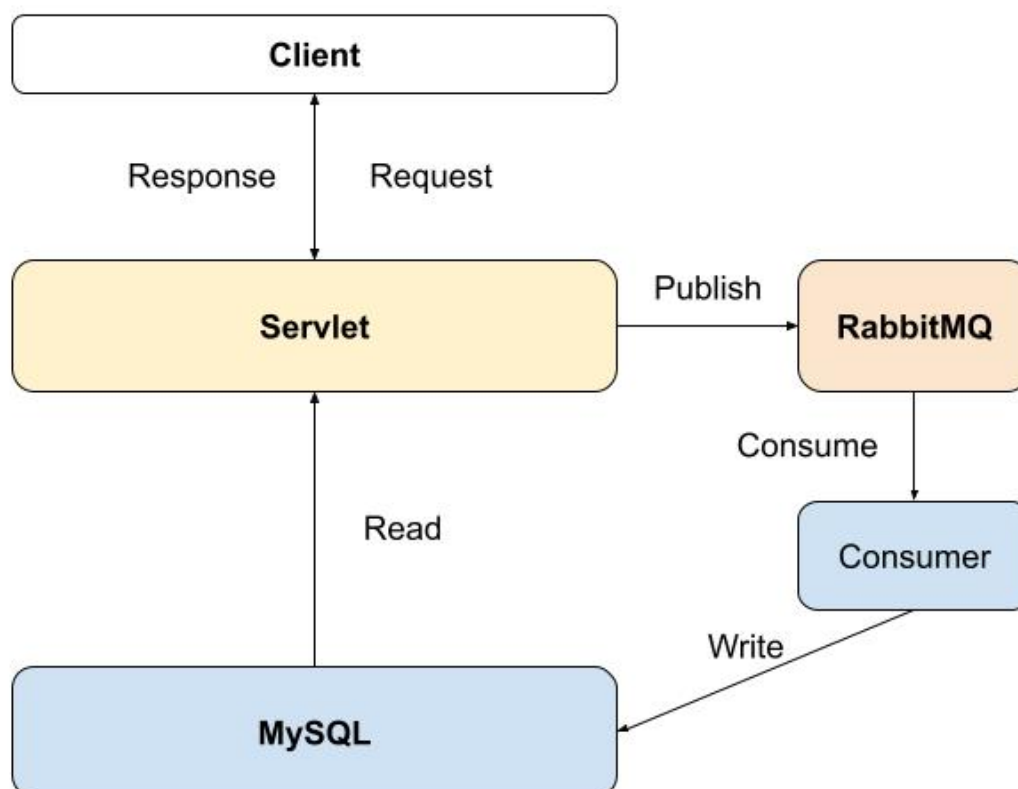 Client
Response
Request
Servlet
Publish
RabbitMQ
Consume
Read
Consumer
Write
MySQL